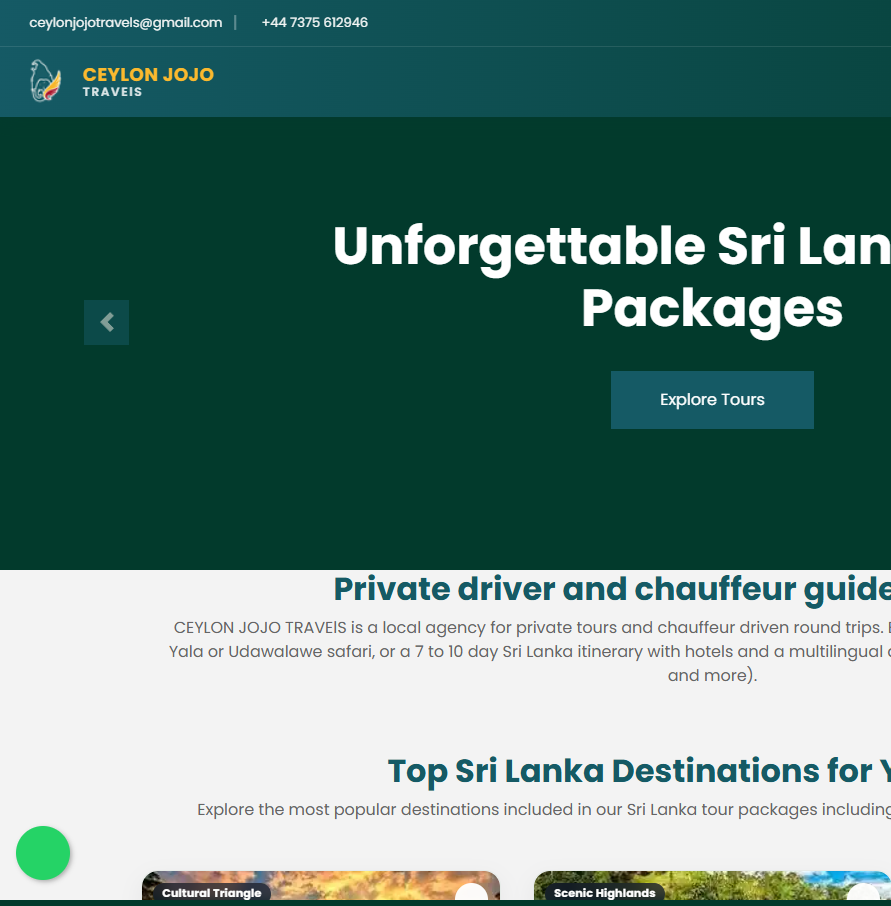 ceylonjojotravels@gmail.com | +44 7375 612946
CEYLON JOJO
TRAVEIS
Unforgettable Sri Lan
Packages
Explore Tours
Private driver and chauffeur guide
CEYLON JOJO TRAVEIS is a local agency for private tours and chauffeur driven round trips.
Yala or Udawalawe safari, or a 7 to 10 day Sri Lanka itinerary with hotels and a multilingual
and more).
Top Sri Lanka Destinations for
Explore the most popular destinations included in our Sri Lanka tour packages including
Cultural Triangle
Scenic Highlands